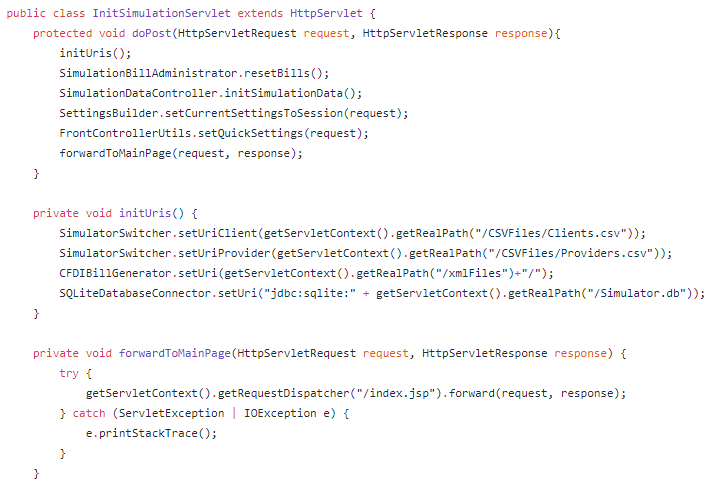 public class InitSimulationServlet extends HttpServlet {
    protected void doPost(HttpServletRequest request, HttpServletResponse response){
        initUris();
        SimulationBillAdministrator.resetBills();
        SimulationDataController.initSimulationData();
        SettingsBuilder.setCurrentSettingsToSession(request);
        FrontControllerUtils.setQuickSettings(request);
        forwardToMainPage(request, response);
    }

    private void initUris() {
        SimulatorSwitcher.setUriClient(getServletContext().getRealPath("/CSVFiles/Clients.csv"));
        SimulatorSwitcher.setUriProvider(getServletContext().getRealPath("/CSVFiles/Providers.csv"));
        CFDIBillGenerator.setUri(getServletContext().getRealPath("/xmlFiles")+"/");
        SQLiteDatabaseConnector.setUri("jdbc:sqlite:" + getServletContext().getRealPath("/Simulator.db"));
    }

    private void forwardToMainPage(HttpServletRequest request, HttpServletResponse response) {
        try {
            getServletContext().getRequestDispatcher("/index.jsp").forward(request, response);
        } catch (ServletException | IOException e) {
            e.printStackTrace();
        }
    }